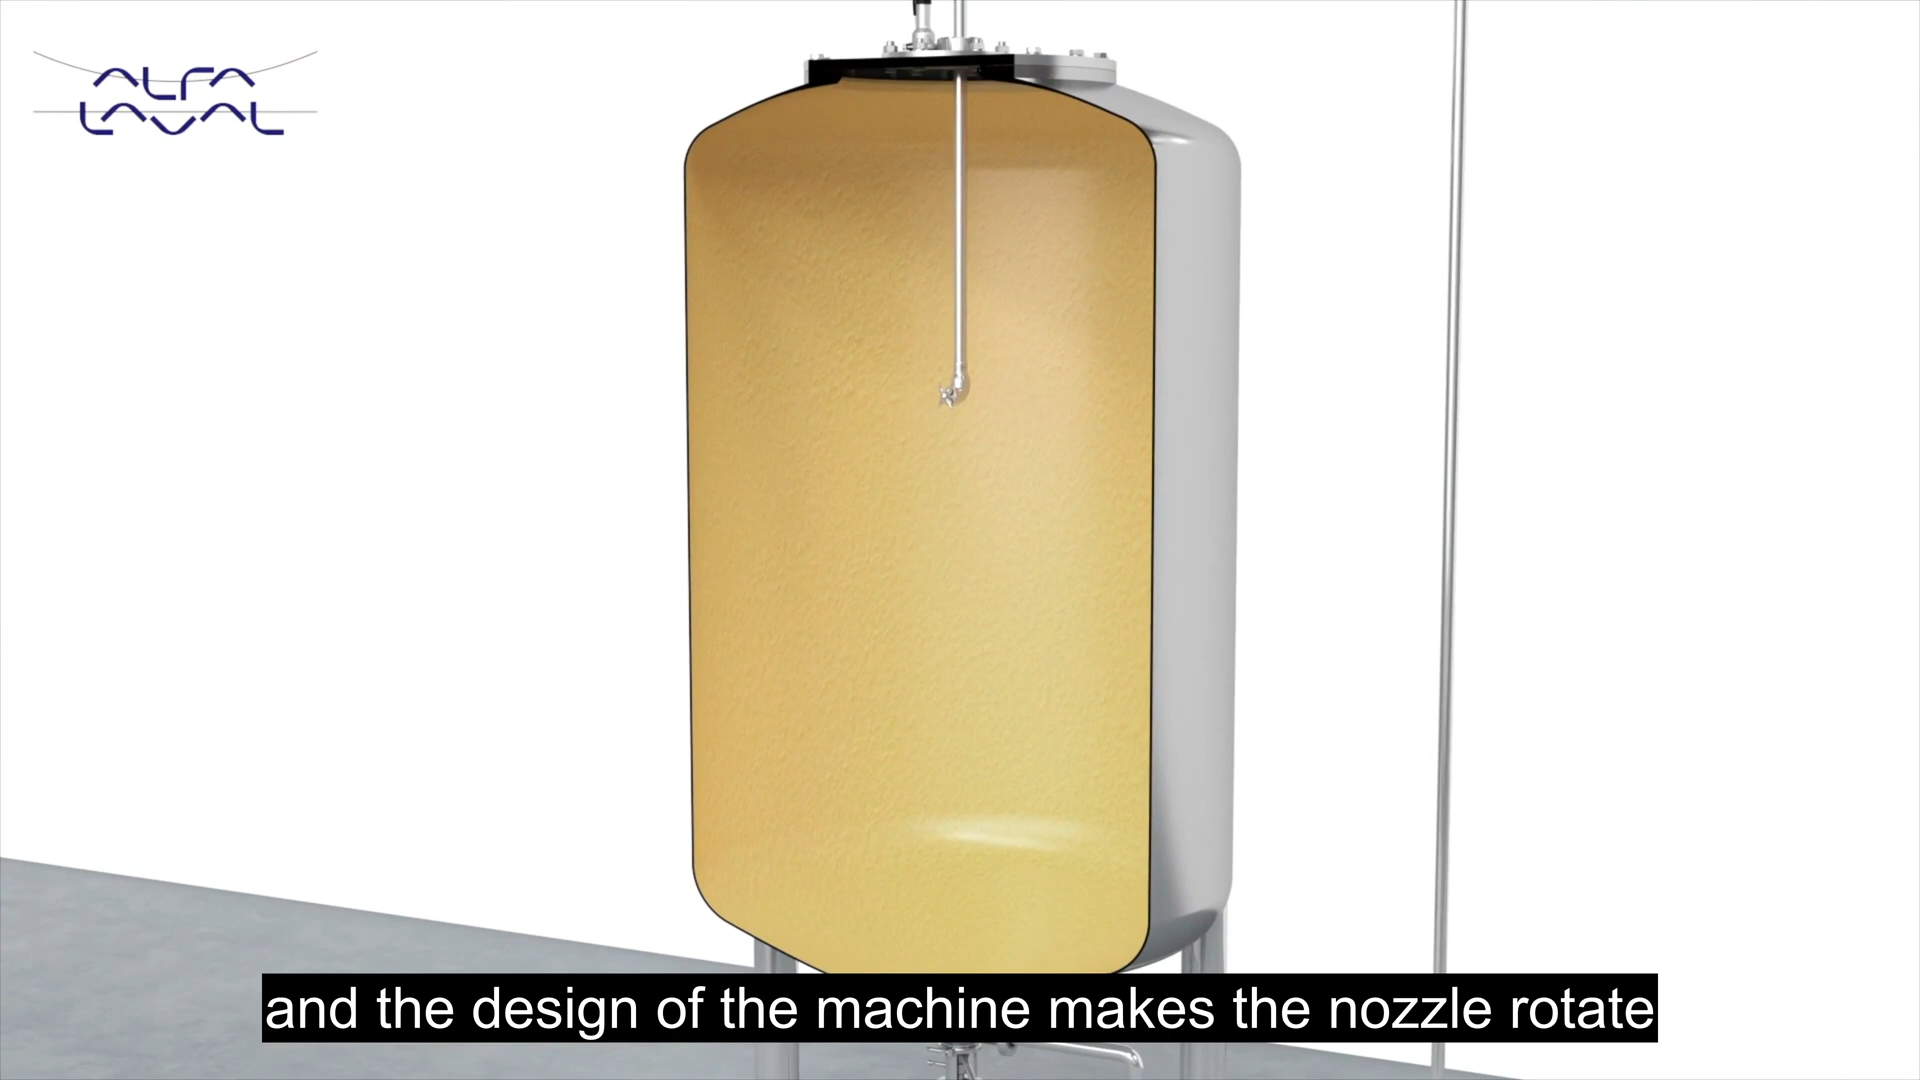 ALFA
LAVAL
and the design of the machine makes the nozzle rotate